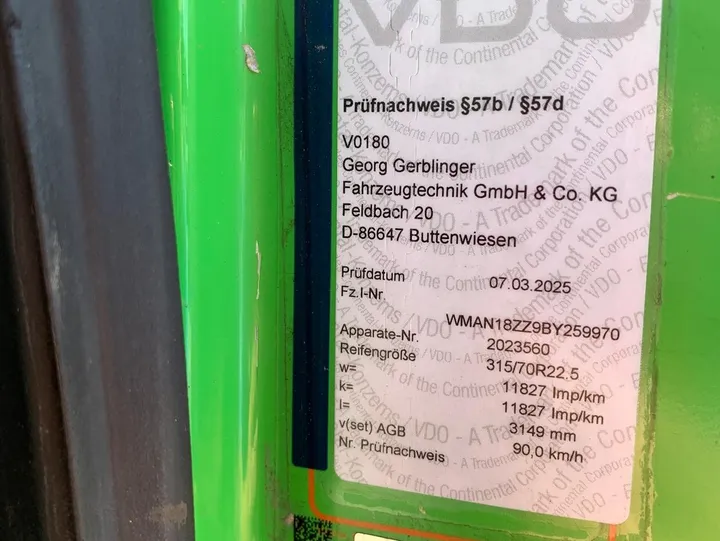 VDO
Prüfnachweis §57b / §57d
V0180
Georg Gerblinger
Fahrzeugtechnik GmbH & Co. KG
Feldbach 20
D-86647 Buttenwiesen
Prüfdatum 07.03.2025
Fz.I-Nr. WMAN18ZZ9BY259970
Apparate-Nr. 2023560
Reifengröße 315/70R22.5
w= 11827 Imp/km
k= 11827 Imp/km
l= 3149 mm
v(set) AGB 90,0 km/h
Nr. Prüfnachweis